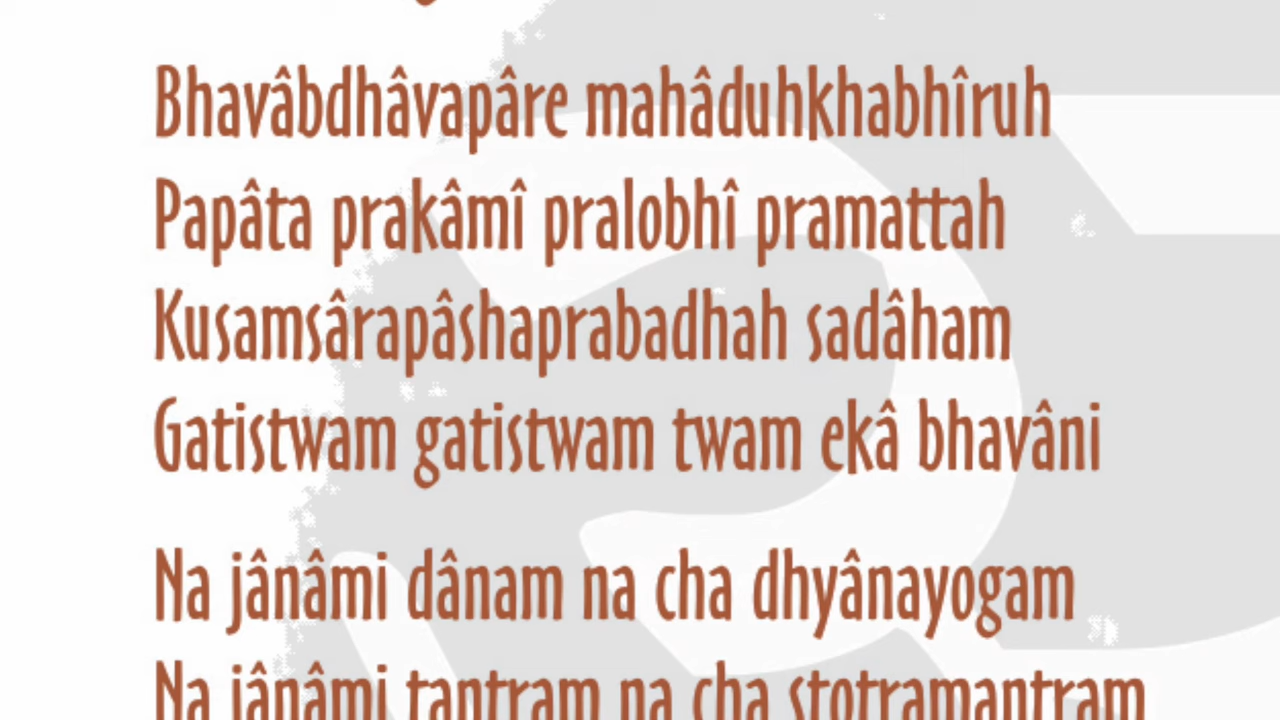 Bhavâbdhâvapâre mahâduhkhabhîruh
Papâta prakâmî pralobhî pramattah
Kusamsârapâshaprabadhah sadâham
Gatistwam gatistwam twam ekâ bhavâni
Na jânâmi dânam na cha dhyânayogam
Na jânâmi tantram na cha stotramantram